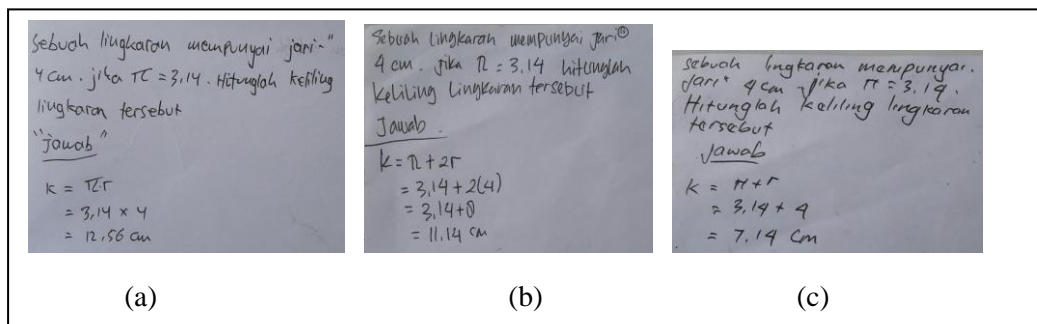 Sebuah lingkaran mempunyai jari-"
4 cm. jika π = 3,14. Hitunglah keliling
lingkaran tersebut
"jawab"
K = π.r
= 3,14 × 4
= 12,56 cm
(a)
Sebuah lingkaran mempunyai jari②
4 cm. jika π = 3,14 hitunglah
Keliling Lingkaran tersebut
Jawab.
K = π + 2r
= 3,14 + 2(4)
= 3,14 + 8
= 11,14 cm
(b)
sebuah lingkaran mempunyai.
jari" 4 cm jika π = 3,14.
Hitunglah keliling lingkaran
tersebut
Jawab
K = π + r
= 3,14 + 4
= 7,14 Cm
(c)